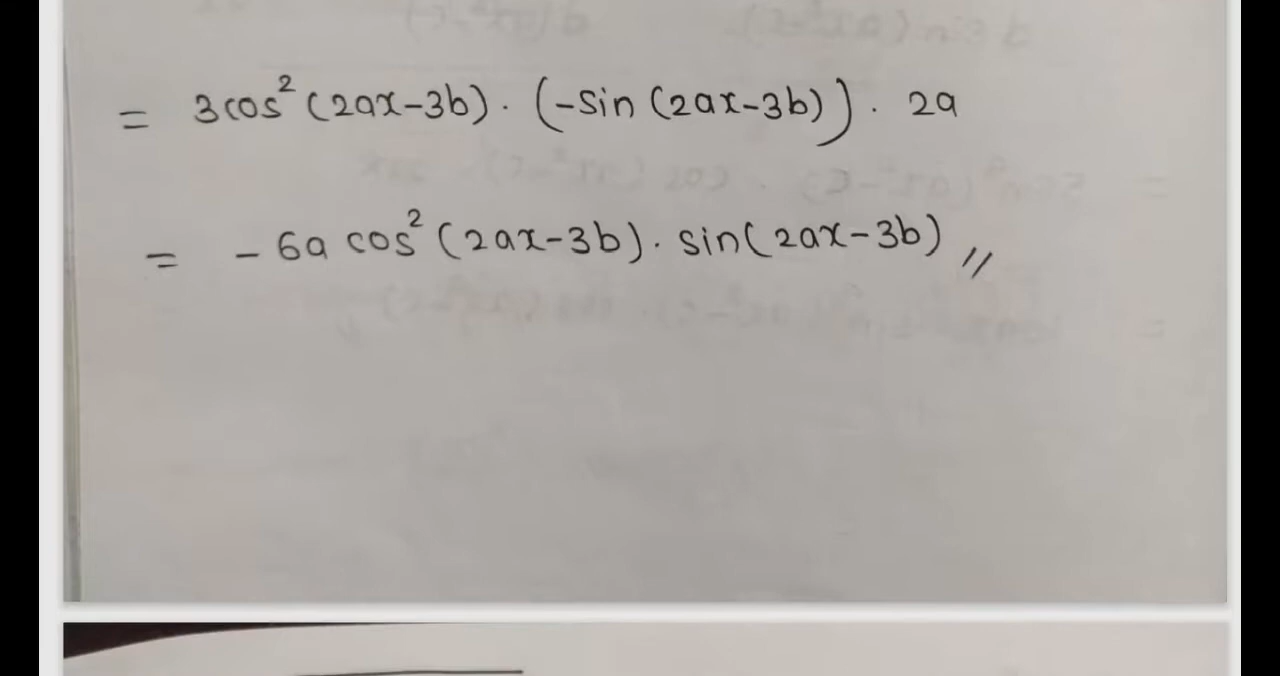 = 3cos²(2ax-3b). (-sin(2ax-3b)). 2a
= -6a cos²(2ax-3b). sin(2ax-3b) //